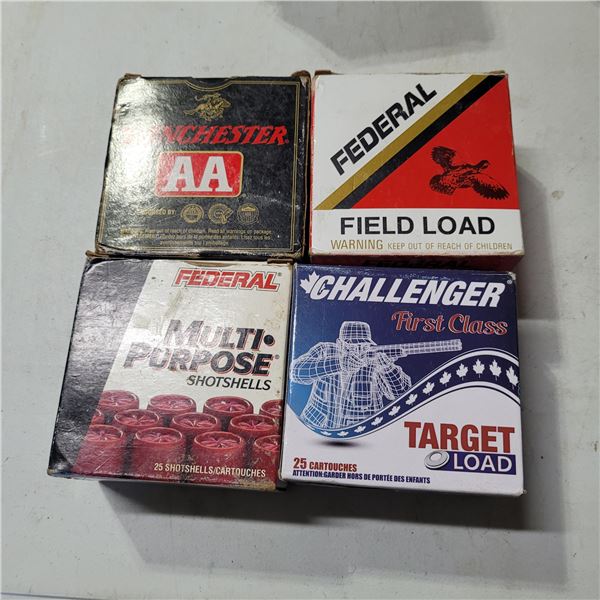 WINCHESTER
AA
FEDERAL
FIELD LOAD
WARNING KEEP OUT OF REACH OF CHILDREN
FEDERAL
MULTI•
PURPOSE®
SHOTSHELLS
25 SHOTSHELLS/CARTOUCHES
CHALLENGER
First Class
TARGET
LOAD
25 CARTOUCHES
ATTENTION:GARDER HORS DE PORTÉE DES ENFANTS